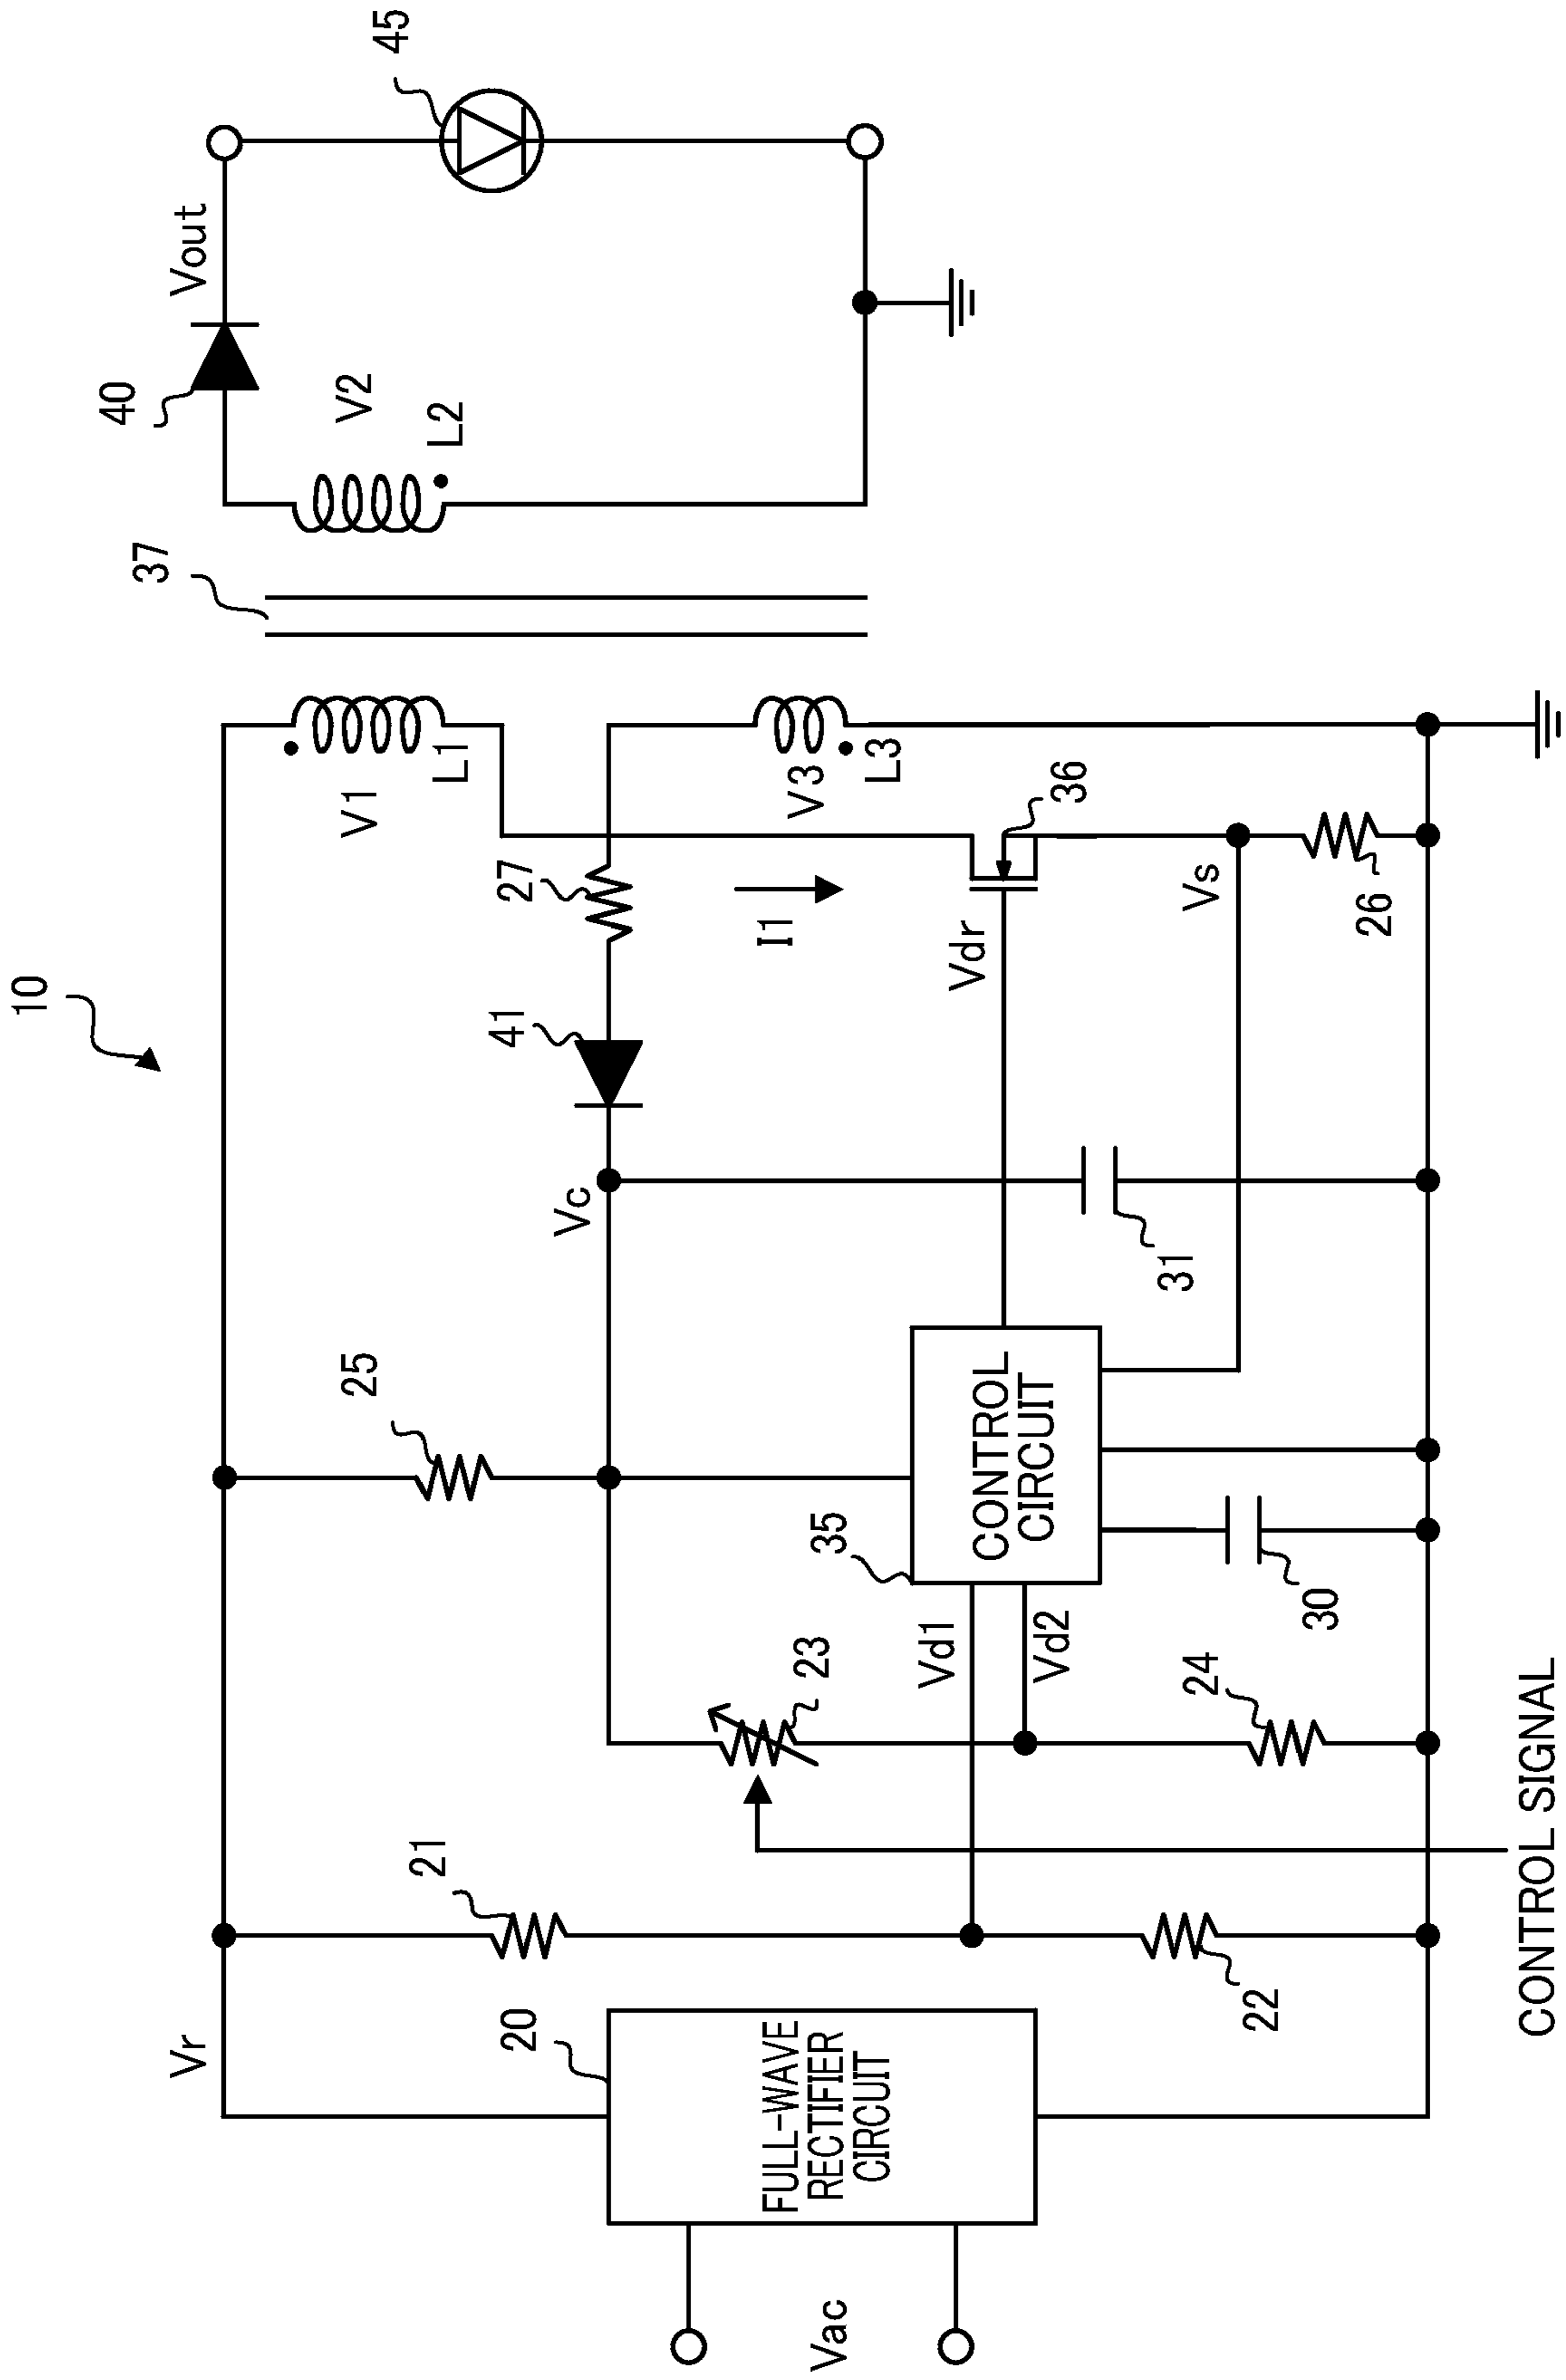 10
Vr
25
V1
L1
37
40
Vout
V2
L2
45
21
Vc
41
27
V3
L3
20
FULL-WAVE
RECTIFIER
CIRCUIT
23
35
I1
Vac
Vd1
Vd2
CONTROL
CIRCUIT
Vdr
36
31
Vs
22
24
30
26
CONTROL SIGNAL